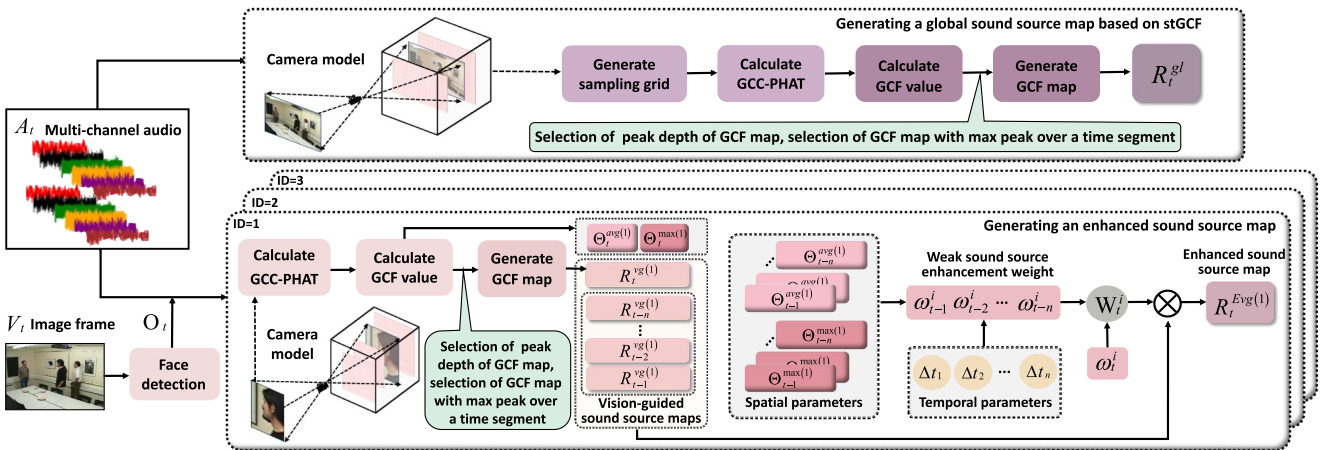 Generating a global sound source map based on stGCF
Camera model
Generate
sampling grid
Calculate
GCC-PHAT
Calculate
GCF value
Generate
GCF map
R_t^{gl}
Selection of peak depth of GCF map, selection of GCF map with max peak over a time segment
A_t Multi-channel audio
ID=3
ID=2
ID=1
Generating an enhanced sound source map
Calculate
GCC-PHAT
Calculate
GCF value
Generate
GCF map
Θ_t^{avg(1)} Θ_t^{max(1)}
R_t^{vg(1)}
R_{t-n}^{vg(1)}
⋮
R_{t-2}^{vg(1)}
R_{t-1}^{vg(1)}
Vision-guided
sound source maps
Camera
model
Selection of peak
depth of GCF map,
selection of GCF map
with max peak over
a time segment
V_t Image frame
O_t
Face
detection
Θ_{t-n}^{avg(1)}
Θ_{t-1}^{avg(1)}
Θ_{t-n}^{max(1)}
Θ_{t-1}^{max(1)}
Spatial parameters
Weak sound source
enhancement weight
ω_{t-1}^i ω_{t-2}^i ··· ω_{t-n}^i
Δt_1 Δt_2 ··· Δt_n
Temporal parameters
W_t^i
ω_t^i
Enhanced sound
source map
R_t^{Evg(1)}